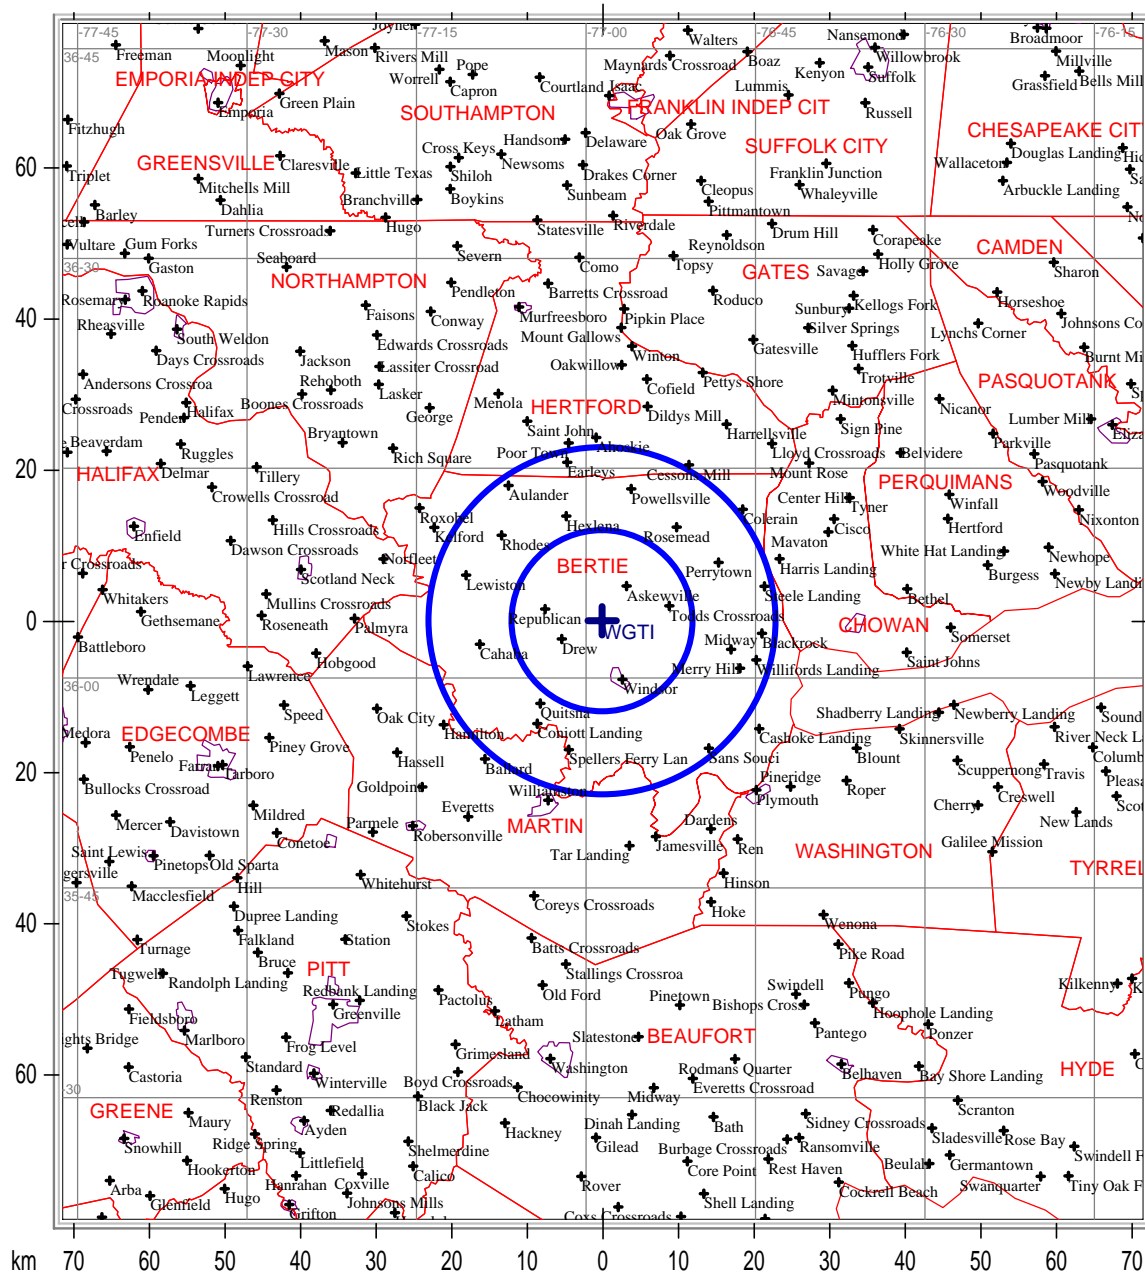 -77-45
-77-30
-77-15
-77-00
-76-45
-76-30
-76-15
36-45
Freeman
Moonlight
Mason
Rivers Mill
Worrell
Pope
Capron
Walters
Maynards Crossroad
Boaz
Kenyon
Nansemond
Willowbrook
Suffolk
Broadmoor
Millville
Grassfield
Bells Mill
EMPORIA INDEP CITY
Green Plain
Emporia
SOUTHAMPTON
Courtland
Isaac
FRANKLIN INDEP CIT
Lummis
Russell
Fitzhugh
Handsom
Delaware
Oak Grove
SUFFOLK CITY
CHESAPEAKE CIT
Douglas Landing
Wallaceton
Arbuckle Landing
60
GREENSVILLE
Claresville
Cross Keys
Newsoms
Drakes Corner
Franklin Junction
Triplet
Mitchells Mill
Little Texas
Shiloh
Boykins
Sunbeam
Cleopus
Whaleyville
Barley
Dahlia
Branchville
Pittmantown
Turners Crossroads
Hugo
Statesville
Riverdale
Reynoldson
Drum Hill
Corapeake
CAMDEN
Vultare
Gum Forks
Gaston
Seaboard
Severn
Como
Topsy
GATES
Savage
Holly Grove
Sharon
36-30
NORTHAMPTON
Pendleton
Barretts Crossroad
Roduco
Kellogs Fork
Horseshoe
Rosemary
Roanoke Rapids
Faisons
Conway
Murfreesboro
Pipkin Place
Sunbury
Silver Springs
Johnsons Co
40
Rheasville
South Weldon
Edwards Crossroads
Mount Gallows
Winton
Gatesville
Lynchs Corner
Days Crossroads
Jackson
Lassiter Crossroad
Oakwillow
Hufflers Fork
Burnt Mi
Andersons Crossroa
Rehoboth
Boones Crossroads
Lasker
Menola
Cofield
Pettys Shore
Trotville
PASQUOTANK
Crossroads
Halifax
Penden
George
HERTFORD
Dildys Mill
Mintonsville
Nicanor
Lumber Mill
Eliza
Beaverdam
Ruggles
Bryantown
Rich Square
Saint John
Ahoskie
Harrellsville
Sign Pine
Parkville
Poor Town
Lloyd Crossroads
Belvidere
Pasquotank
20
HALIFAX
Delmar
Tillery
Earleys
Cessons Mill
Mount Rose
PERQUIMANS
Woodville
Crowells Crossroad
Aulander
Powellsville
Center Hill
Tyner
Winfall
Nixonton
Enfield
Hills Crossroads
Roxobel
Kelford
Hexlena
Rosemead
Colerain
Cisco
Hertford
Dawson Crossroads
Norfleet
Rhodes
Mavaton
White Hat Landing
Newhope
r Crossroads
Scotland Neck
Lewiston
BERTIE
Perrytown
Harris Landing
Burgess
Newby Landi
Whitakers
Mullins Crossroads
Askewville
Steele Landing
Bethel
Gethsemane
Roseneath
Republican
Todds Crossroads
0
Palmyra
WGTI
CHOWAN
Somerset
Battleboro
Hobgood
Cahaba
Drew
Midway
Blackrock
Saint Johns
36-00
Wrendale
Leggett
Lawrence
Windsor
Merry Hill
Willifords Landing
Speed
Oak City
Quitsna
Shadberry Landing
Newberry Landing
Sound
Medora
EDGECOMBE
Penelo
Piney Grove
Hamilton
Coniott Landing
Cashoke Landing
Skinnersville
River Neck L
Hassell
Ballard
Spellers Ferry Lan
Sans Souci
Blount
Columb
20
Farrar
Tarboro
Bullocks Crossroad
Goldpoint
Williamston
Pineridge
Plymouth
Roper
Scuppernong
Travis
Pleasa
Mildred
Everetts
Cherry
Creswell
Mercer
Davistown
Conetoe
Parmele
Robersonville
MARTIN
Dardens
New Lands
Galilee Mission
Saint Lewis
Pinetops
Old Sparta
Tar Landing
Jamesville
Ren
WASHINGTON
TYRREL
gersville
Macclesfield
Hill
Whitehurst
Hinson
35-45
Coreys Crossroads
Dupree Landing
Stokes
Hoke
Wenona
40
Turnage
Falkland
Station
Batts Crossroads
Pike Road
Bruce
PITT
Tugwell
Randolph Landing
Stallings Crossroa
Redbank Landing
Pactolus
Old Ford
Pinetown
Swindell
Bishops Cross
Pungo
Kilkenny
Fieldsboro
Greenville
Latham
Hoophole Landing
ghts Bridge
Marlboro
Frog Level
Slatestone
BEAUFORT
Pantego
Ponzer
Grimesland
Washington
60
Castoria
Standard
Winterville
Boyd Crossroads
Rodmans Quarter
Belhaven
Bay Shore Landing
HYDE
30
Renston
Chocowinity
Midway
Everetts Crossroad
GREENE
Maury
Redallia
Black Jack
Scranton
Snowhill
Ridge Spring
Ayden
Hackney
Dinah Landing
Bath
Sidney Crossroads
Sladesville
Rose Bay
Hookerton
Littlefield
Shelmerdine
Gilead
Burbage Crossroads
Ransomville
Swindell F
Arba
Hanrahan
Coxville
Calico
Core Point
Rest Haven
Beulah
Germantown
Glenfield
Hugo
Johnsons Mills
Rover
Shell Landing
Cockrell Beach
Swanquarter
Tiny Oak F
Grifton
Coxs Crossroads
km 70 60 50 40 30 20 10 0 10 20 30 40 50 60 70